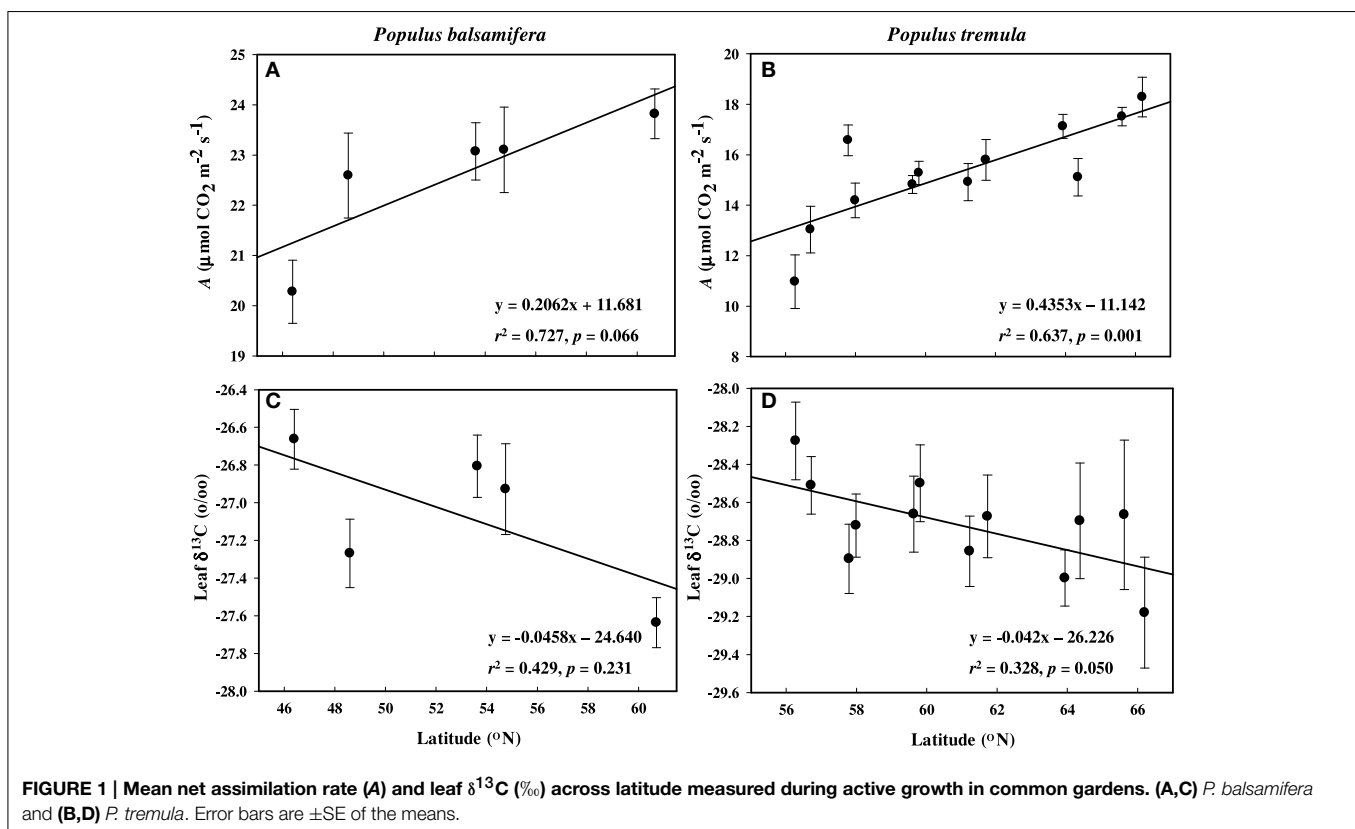 Populus balsamifera
Populus tremula
A
25
24
23
22
21
20
19
A (µmol CO2 m-2 s-1)
y = 0.2062x + 11.681
r2 = 0.727, p = 0.066
B
20
18
16
14
12
10
8
A (µmol CO2 m-2 s-1)
y = 0.4353x – 11.142
r2 = 0.637, p = 0.001
C
-26.4
-26.6
-26.8
-27.0
-27.2
-27.4
-27.6
-27.8
-28.0
Leaf δ13C (o/oo)
y = -0.0458x – 24.640
r2 = 0.429, p = 0.231
46 48 50 52 54 56 58 60
Latitude (oN)
D
-28.0
-28.2
-28.4
-28.6
-28.8
-29.0
-29.2
-29.4
-29.6
Leaf δ13C (o/oo)
y = -0.042x – 26.226
r2 = 0.328, p = 0.050
56 58 60 62 64 66
Latitude (oN)
FIGURE 1 | Mean net assimilation rate (A) and leaf δ13C (‰) across latitude measured during active growth in common gardens. (A,C) P. balsamifera
and (B,D) P. tremula. Error bars are ±SE of the means.